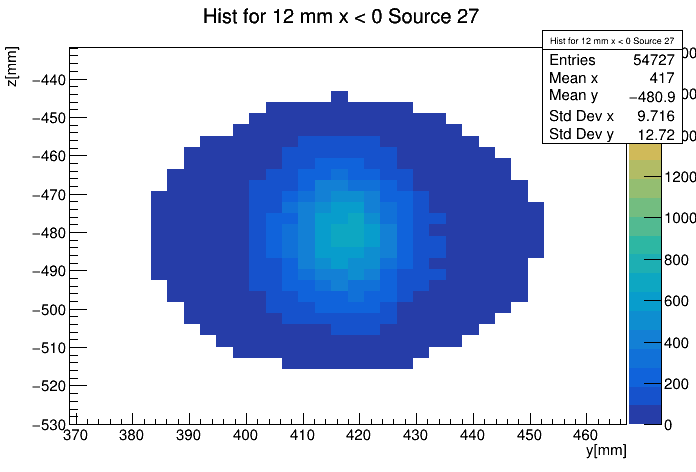 Hist for 12 mm x < 0 Source 27
z[mm]
Hist for 12 mm x < 0 Source 27
Entries 54727
Mean x 417
Mean y −480.9
Std Dev x 9.716
Std Dev y 12.72
−440
−450
−460
−470
−480
−490
−500
−510
−520
−530
1200
1000
800
600
400
200
0
370 380 390 400 410 420 430 440 450 460
y[mm]